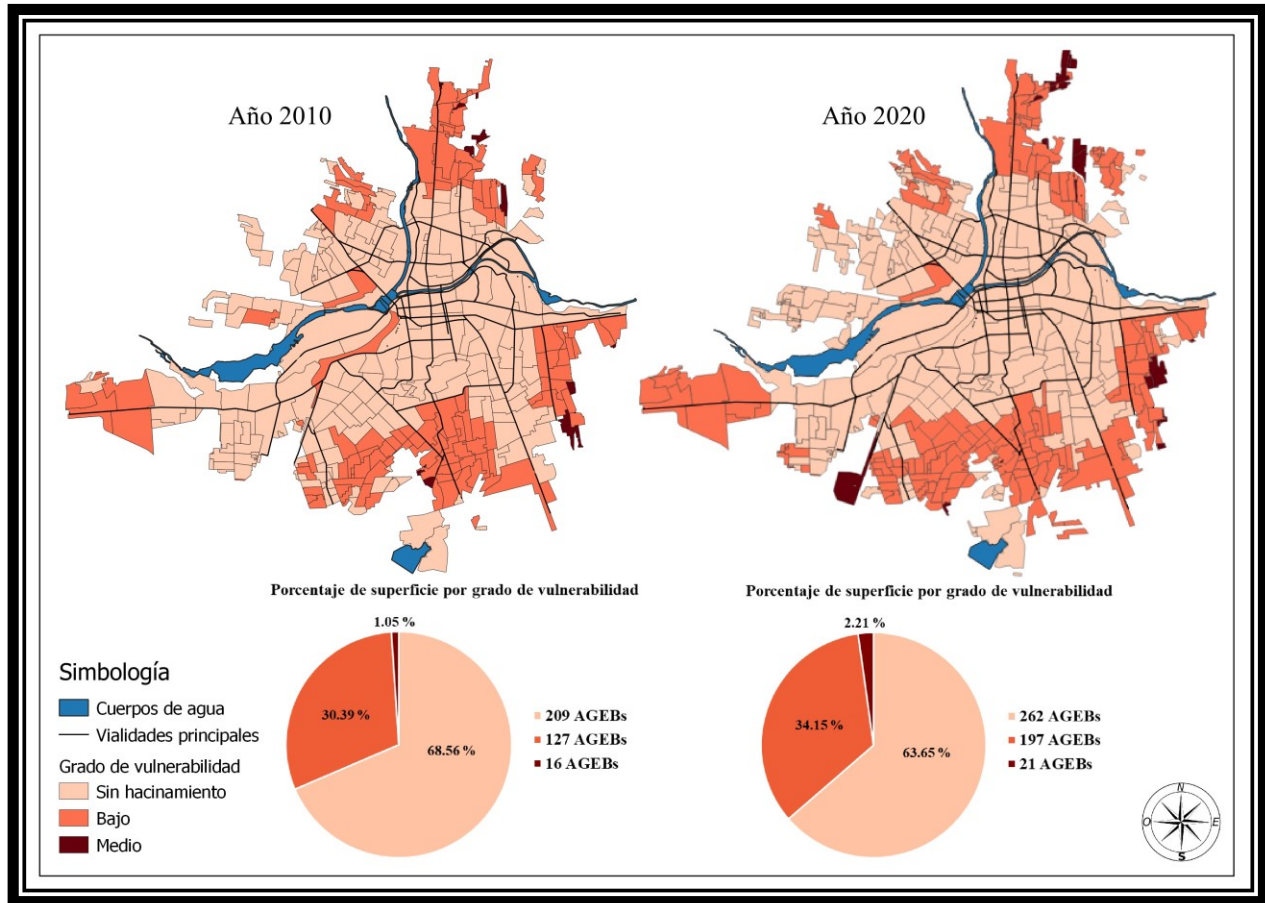 Año 2010
Año 2020
Porcentaje de superficie por grado de vulnerabilidad
1.05 %
30.39 %
68.56 %
209 AGEBs
127 AGEBs
16 AGEBs
Porcentaje de superficie por grado de vulnerabilidad
2.21 %
34.15 %
63.65 %
262 AGEBs
197 AGEBs
21 AGEBs
Simbología
Cuerpos de agua
Vialidades principales
Grado de vulnerabilidad
Sin hacinamiento
Bajo
Medio
N
O
E
S